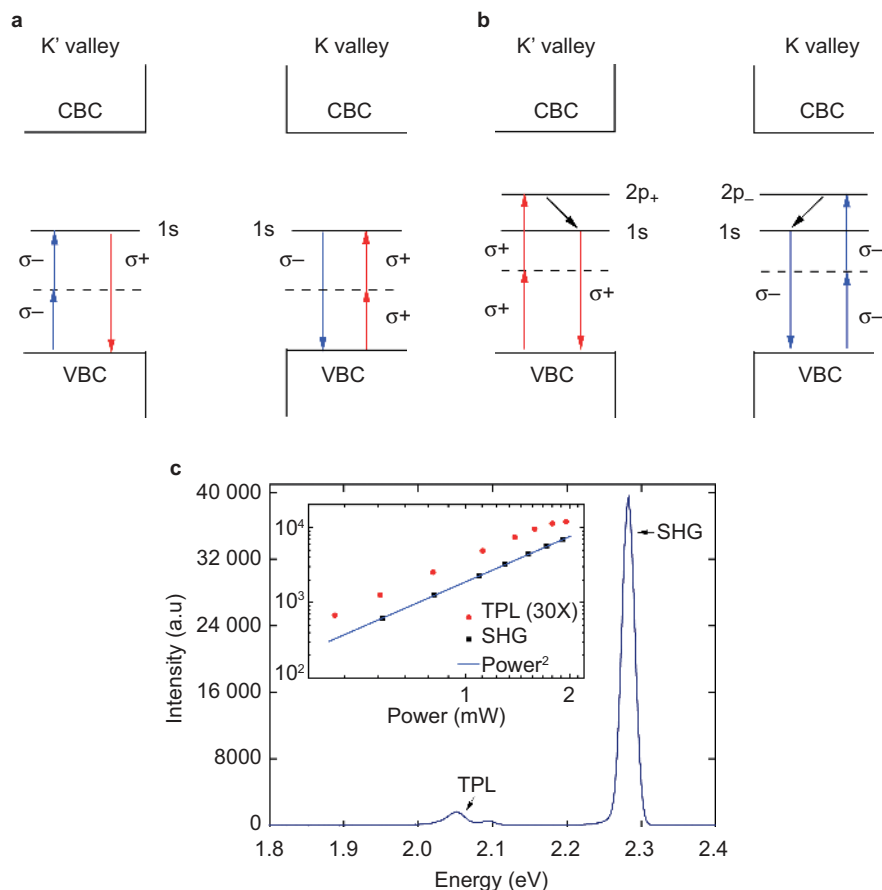 a
b
K' valley
K valley
K' valley
K valley
CBC
CBC
CBC
CBC
2p+
2p−
1s
1s
1s
1s
σ−
σ+
σ−
σ+
σ+
σ−
σ−
σ+
σ+
σ+
σ−
σ−
VBC
VBC
VBC
VBC
c
40 000
32 000
24 000
16 000
8000
0
Intensity (a.u)
10⁴
10³
10²
TPL (30X)
SHG
Power²
1
2
Power (mW)
SHG
TPL
1.8
1.9
2.0
2.1
2.2
2.3
2.4
Energy (eV)